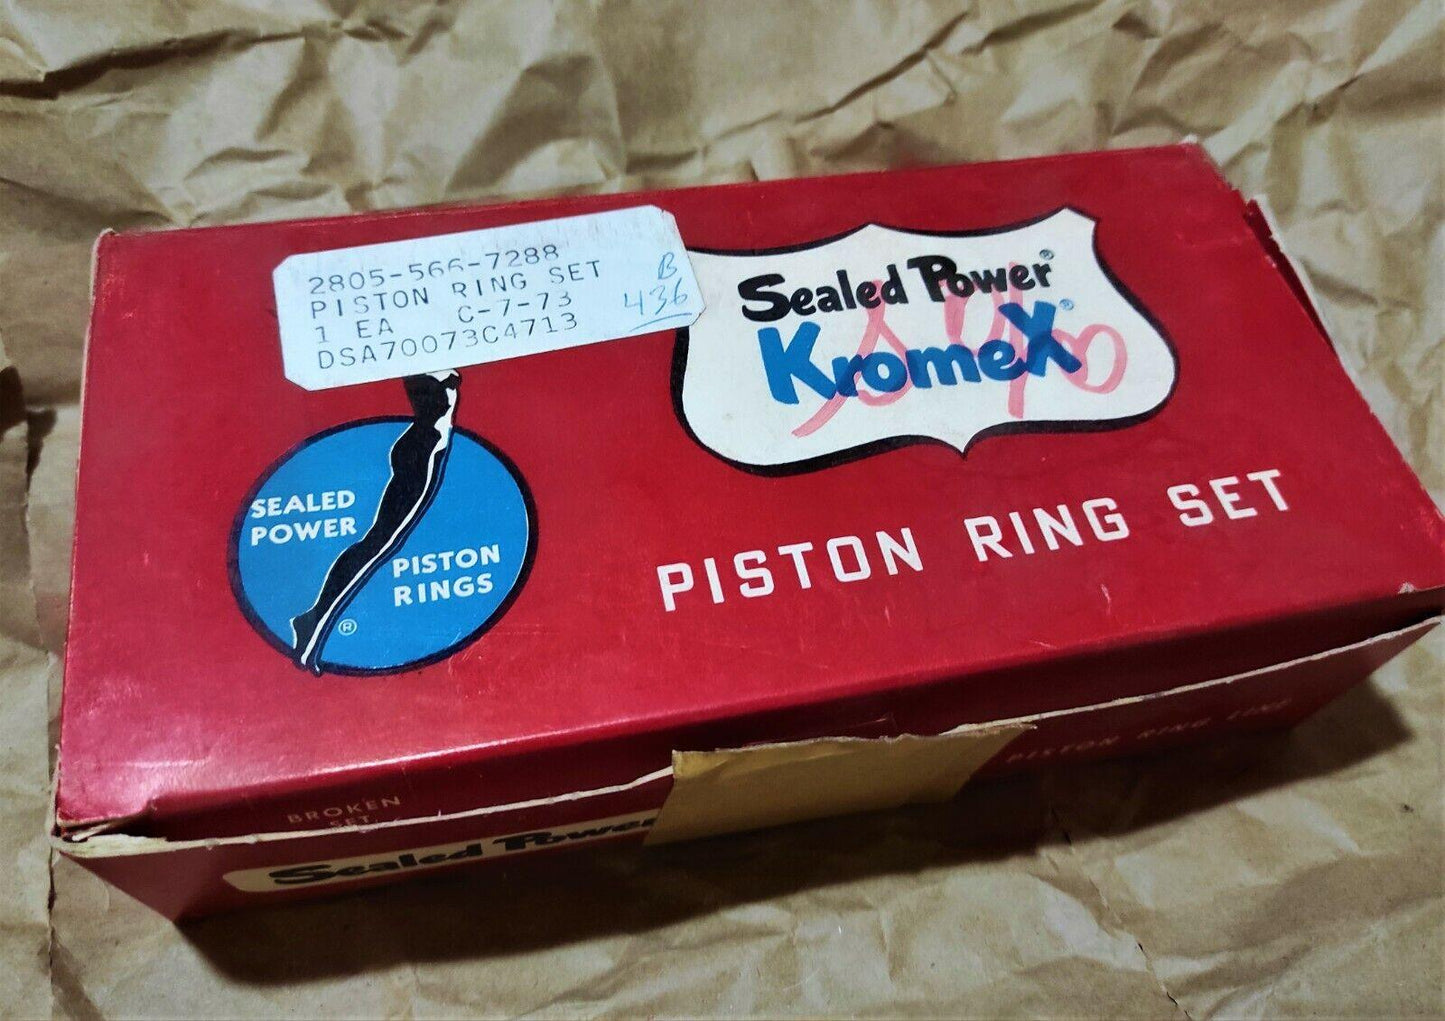 2805-566-7288
PISTON RING SET
1 EA C-7-73
DSA70073C4713
B
436
Sealed Power®
KromeX®
SEALED
POWER
PISTON
RINGS
®
PISTON RING SET
BROKEN
SET
Sealed Power
PISTON RING